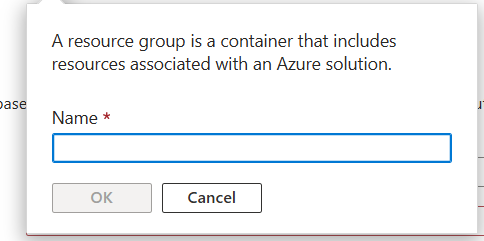 A resource group is a container that includes
resources associated with an Azure solution.
Name *
OK
Cancel